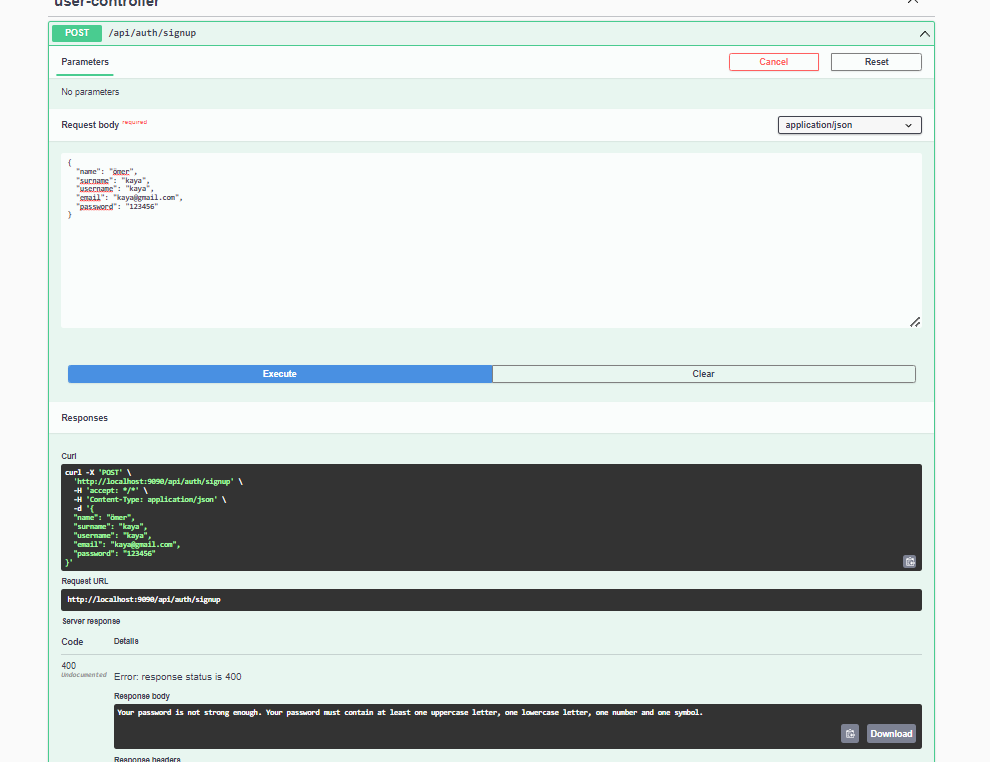 user-controller
POST /api/auth/signup
Parameters
Cancel
Reset
No parameters
Request body required
application/json
{
"name": "ömer",
"surname": "kaya",
"username": "kaya",
"email": "kaya@gmail.com",
"password": "123456"
}
Execute
Clear
Responses
Curl
curl -X 'POST' \
'http://localhost:9090/api/auth/signup' \
-H 'accept: */*' \
-H 'Content-Type: application/json' \
-d '{
"name": "ömer",
"surname": "kaya",
"username": "kaya",
"email": "kaya@gmail.com",
"password": "123456"
}'
Request URL
http://localhost:9090/api/auth/signup
Server response
Code Details
400
Undocumented
Error: response status is 400
Response body
Your password is not strong enough. Your password must contain at least one uppercase letter, one lowercase letter, one number and one symbol.
Download
Response headers